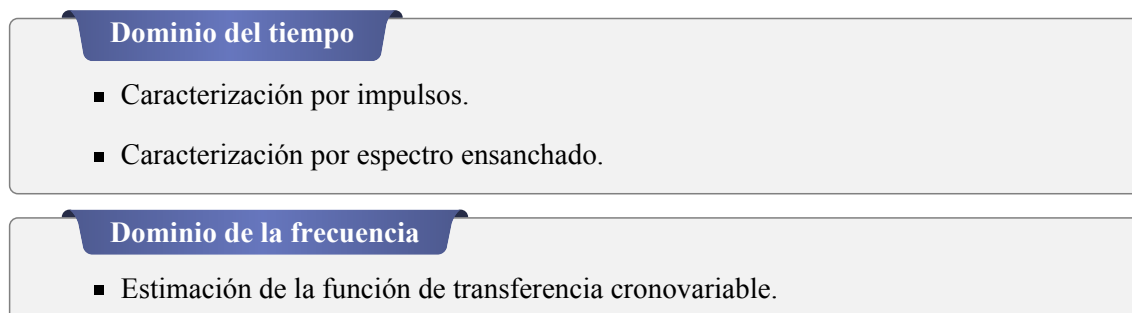 Dominio del tiempo
▪ Caracterización por impulsos.
▪ Caracterización por espectro ensanchado.
Dominio de la frecuencia
▪ Estimación de la función de transferencia cronovariable.